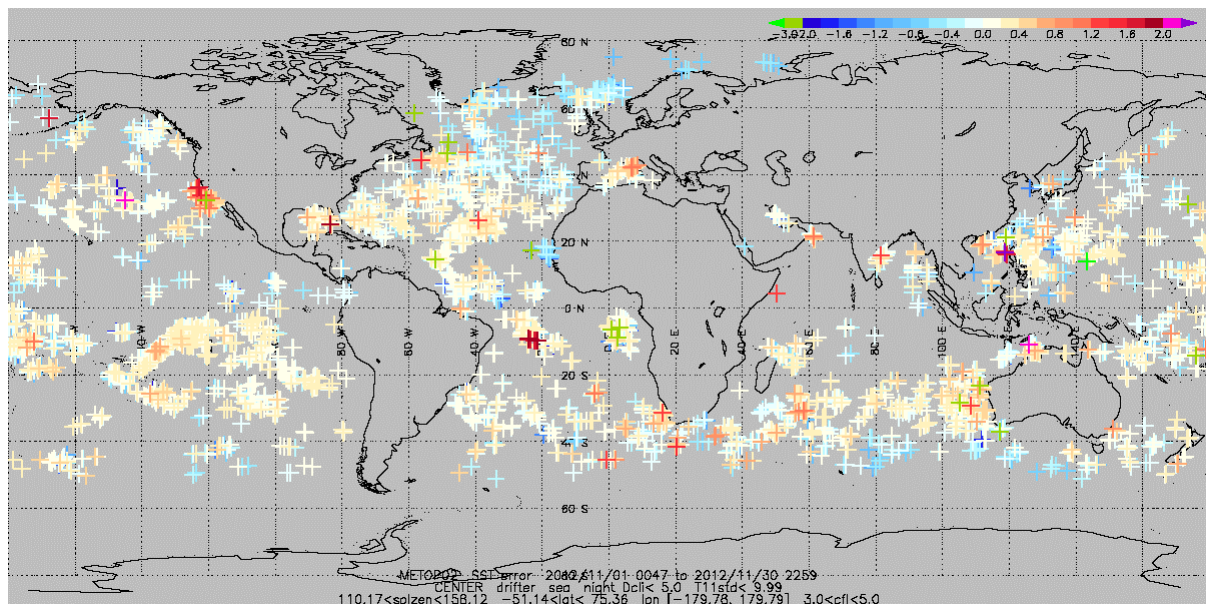 -3.0 -2.0 -1.6 -1.2 -0.8 -0.4 0.0 0.4 0.8 1.2 1.6 2.0
80 N
60 N
20 N
0 N
20 S
40 S
60 S
80 W
60 W
40 W
20 E
40 E
60 E
80 E
100 E
METOP02 SST error 2012/11/01 0047 to 2012/11/30 2259
CENTER drifter sea night Dcli< 5.0 T11std< 9.99
110.17<solzen<158.12 -51.14<lat< 75.36 lon [-179.78, 179.79] 3.0<cfl<5.0